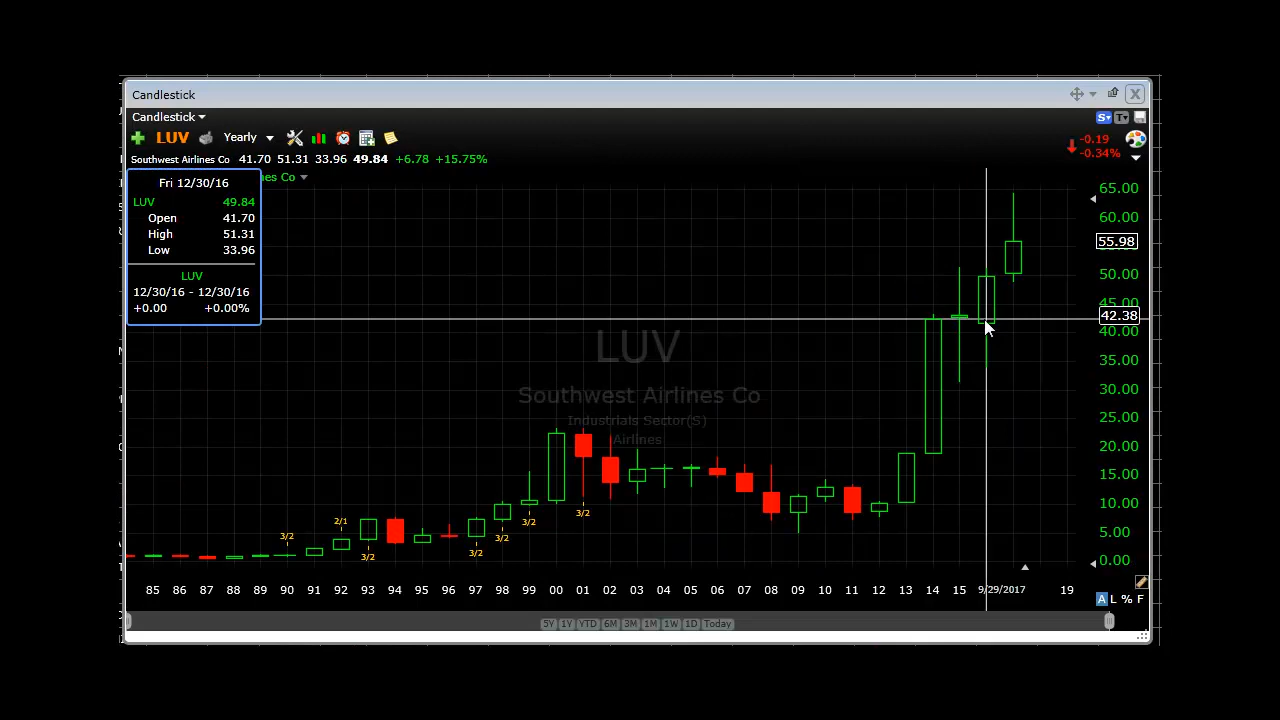 Candlestick
Candlestick
LUV Yearly
-0.19
-0.34%
S T
Southwest Airlines Co 41.70 51.31 33.96 49.84 +6.78 +15.75%
nes Co
Fri 12/30/16
LUV 49.84
Open 41.70
High 51.31
Low 33.96
LUV
12/30/16 - 12/30/16
+0.00 +0.00%
65.00
60.00
55.98
50.00
45.00
42.38
40.00
35.00
30.00
25.00
20.00
15.00
10.00
5.00
0.00
LUV
Southwest Airlines Co
Industrials Sector(S)
Airlines
3/2
2/1
3/2
3/2
3/2
3/2
3/2
85 86 87 88 89 90 91 92 93 94 95 96 97 98 99 00 01 02 03 04 05 06 07 08 09 10 11 12 13 14 15 9/29/2017 19
A L % F
5Y 1Y YTD 6M 3M 1M 1W 1D Today